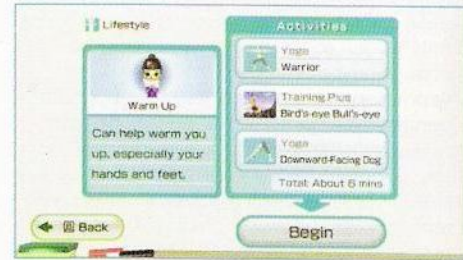 Lifestyle
Warm Up
Can help warm you
up, especially your
hands and feet.
Activities
Yoga
Warrior
Training Plus
Bird's-eye Bull's-eye
Yoga
Downward-Facing Dog
Total: About 6 mins
Back
Begin